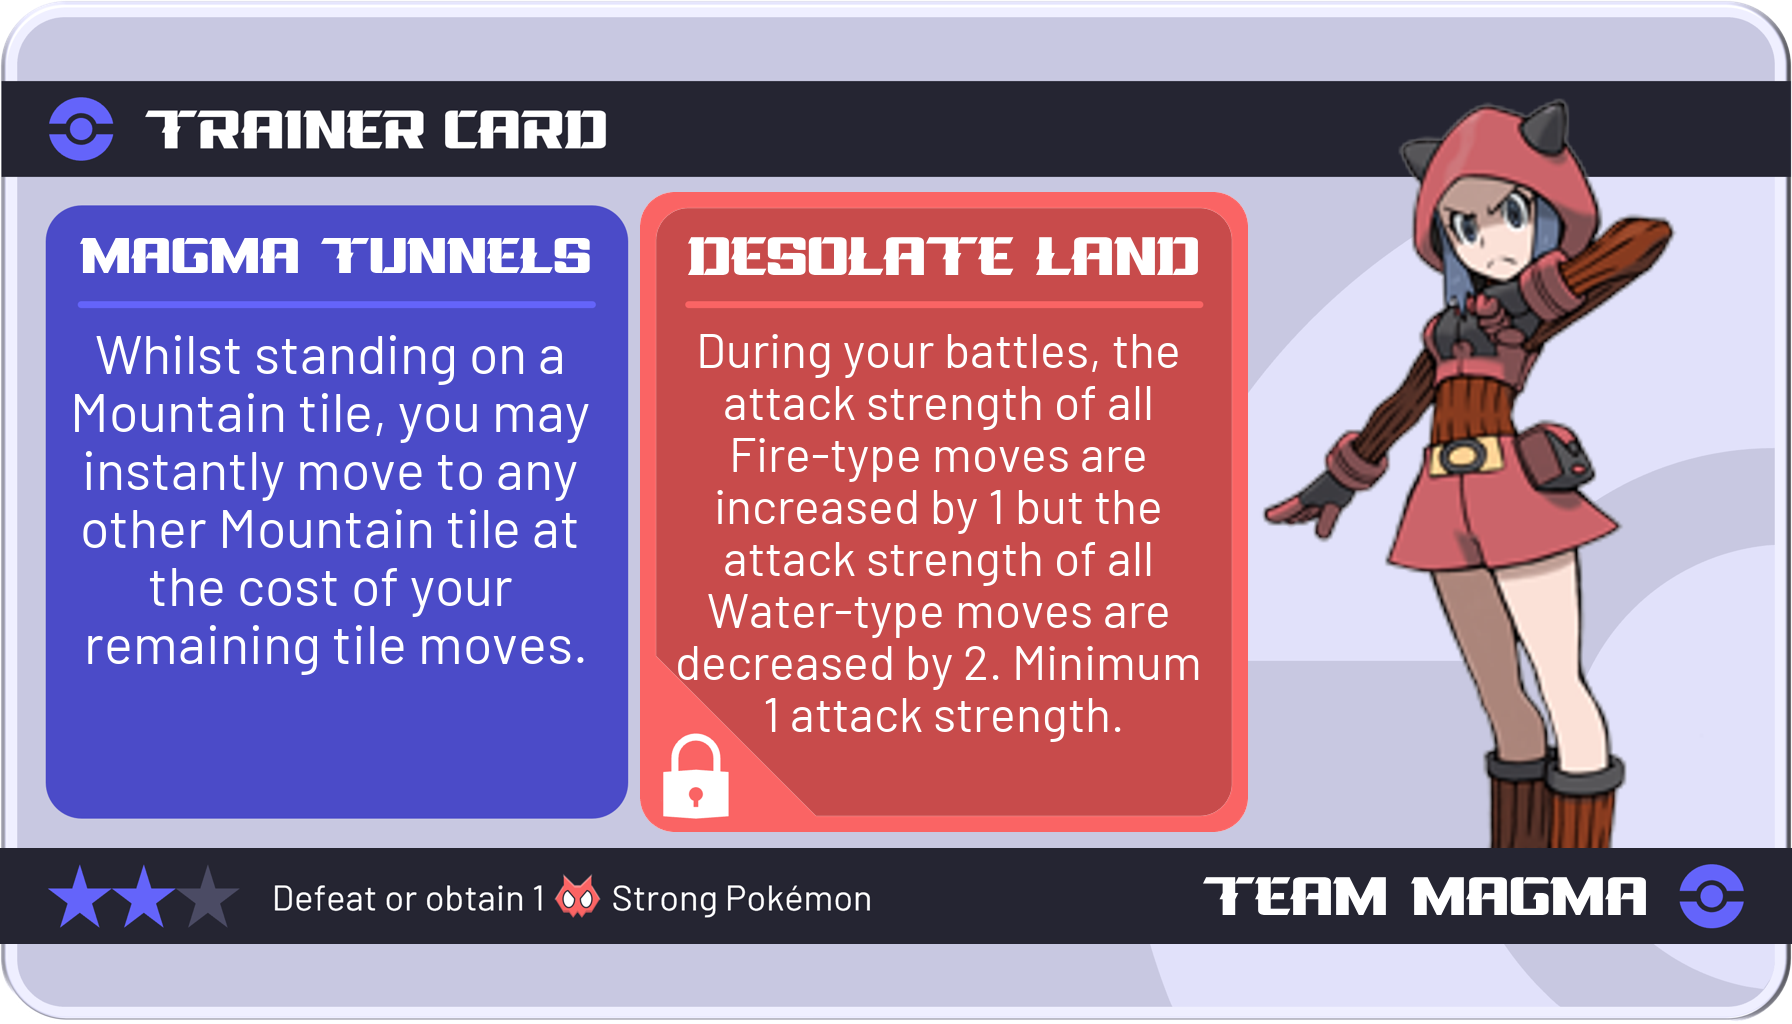 TRAINER CARD
MAGMA TUNNELS
Whilst standing on a
Mountain tile, you may
instantly move to any
other Mountain tile at
the cost of your
remaining tile moves.
DESOLATE LAND
During your battles, the
attack strength of all
Fire-type moves are
increased by 1 but the
attack strength of all
Water-type moves are
decreased by 2. Minimum
1 attack strength.
Defeat or obtain 1 Strong Pokémon
TEAM MAGMA